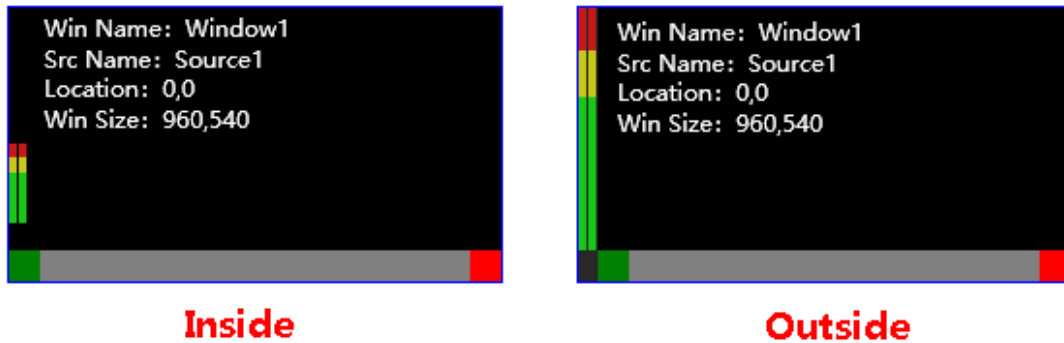 Win Name: Window1
Src Name: Source1
Location: 0,0
Win Size: 960,540
Inside
Win Name: Window1
Src Name: Source1
Location: 0,0
Win Size: 960,540
Outside